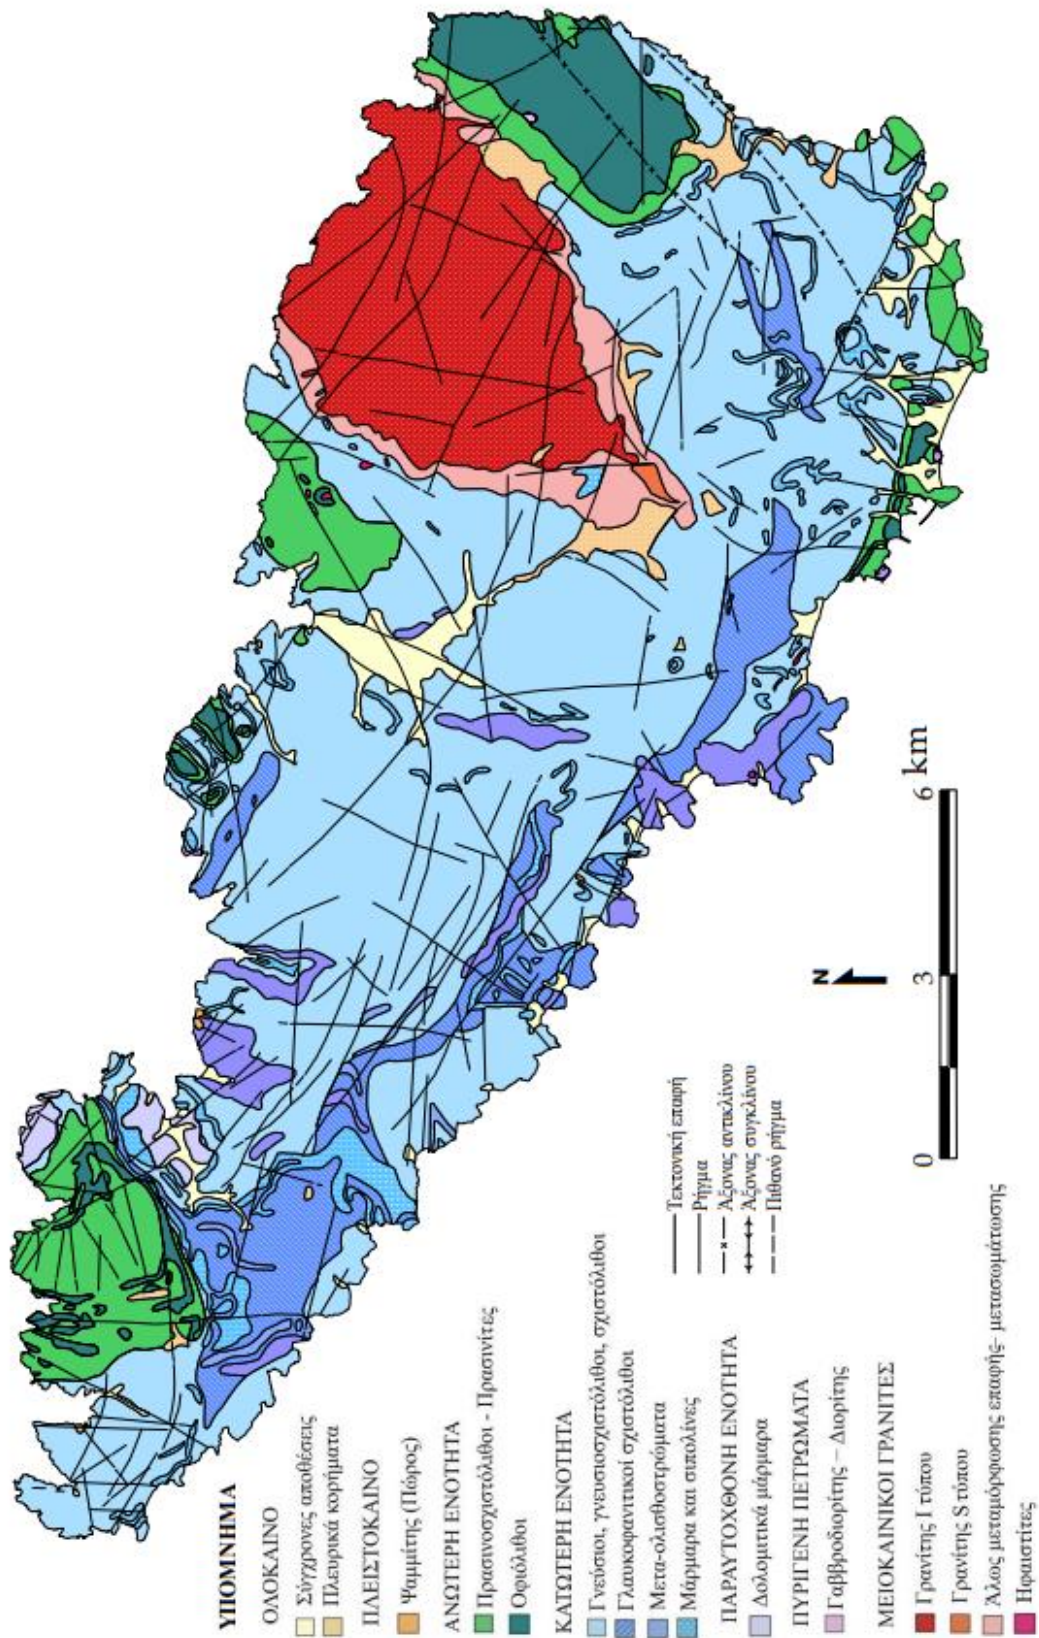 ΥΠΟΜΝΗΜΑ
ΟΛΟΚΑΙΝΟ
Σύγχρονες αποθέσεις
Πλευρικά κορήματα
ΠΛΕΙΣΤΟΚΑΙΝΟ
Ψαμμίτης (Πόρος)
ΑΝΩΤΕΡΗ ΕΝΟΤΗΤΑ
Πρασινοσχιστόλιθοι - Πρασινίτες
Οφιόλιθοι
ΚΑΤΩΤΕΡΗ ΕΝΟΤΗΤΑ
Γνεύσιοι, γνευσιοσχιστόλιθοι, σχιστόλιθοι
Γλαυκοφανιτικοί σχιστόλιθοι
Μετα-ολισθοστρώματα
Μάρμαρα και σιπολίνες
ΠΑΡΑΥΤΟΧΘΟΝΗ ΕΝΟΤΗΤΑ
Δολομιτικά μάρμαρα
ΠΥΡΙΓΕΝΗ ΠΕΤΡΩΜΑΤΑ
Γαββροδιορίτης – Διορίτης
ΜΕΙΟΚΑΙΝΙΚΟΙ ΓΡΑΝΙΤΕΣ
Γρανίτης I τύπου
Γρανίτης S τύπου
Άλως μεταμόρφωσης επαφής- μετασωμάτωσης
Ηφαιστίτες
Τεκτονική επαφή
Ρήγμα
Άξονας αντικλίνου
Άξονας συγκλίνου
Πιθανό ρήγμα
N
0 3 6 km